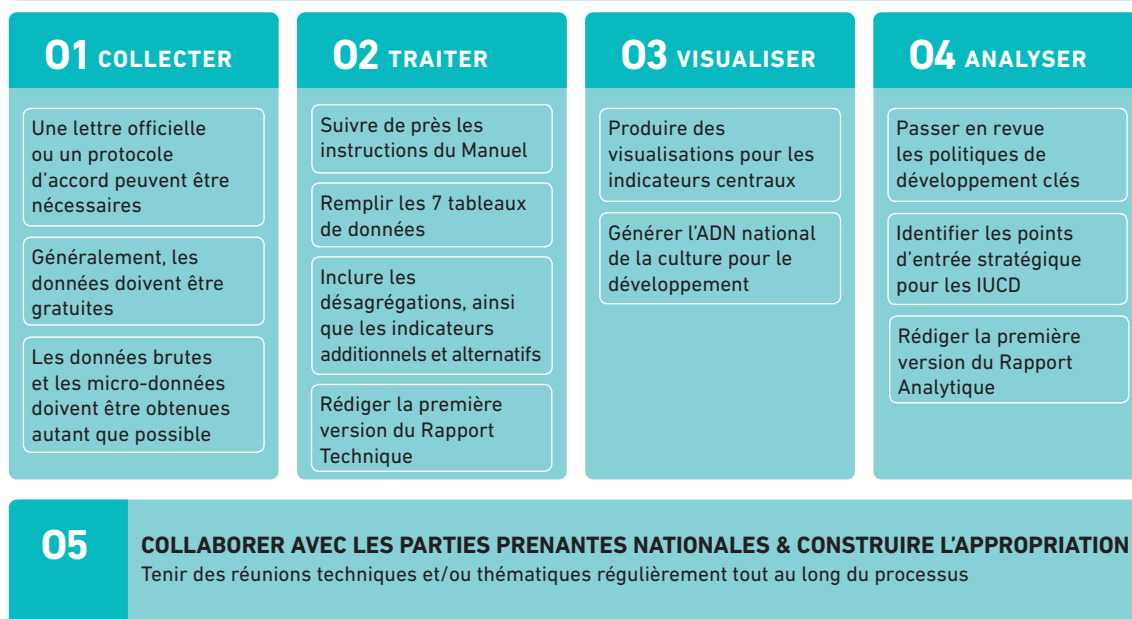 01 COLLECTER
Une lettre officielle
ou un protocole
d'accord peuvent être
nécessaires
Généralement, les
données doivent être
gratuites
Les données brutes
et les micro-données
doivent être obtenues
autant que possible
02 TRAITER
Suivre de près les
instructions du Manuel
Remplir les 7 tableaux
de données
Inclure les
désagrégations, ainsi
que les indicateurs
additionnels et alternatifs
Rédiger la première
version du Rapport
Technique
03 VISUALISER
Produire des
visualisations pour les
indicateurs centraux
Générer l'ADN national
de la culture pour le
développement
04 ANALYSER
Passer en revue
les politiques de
développement clés
Identifier les points
d'entrée stratégique
pour les IUCD
Rédiger la première
version du Rapport
Analytique
05
COLLABORER AVEC LES PARTIES PRENANTES NATIONALES & CONSTRUIRE L'APPROPRIATION
Tenir des réunions techniques et/ou thématiques régulièrement tout au long du processus